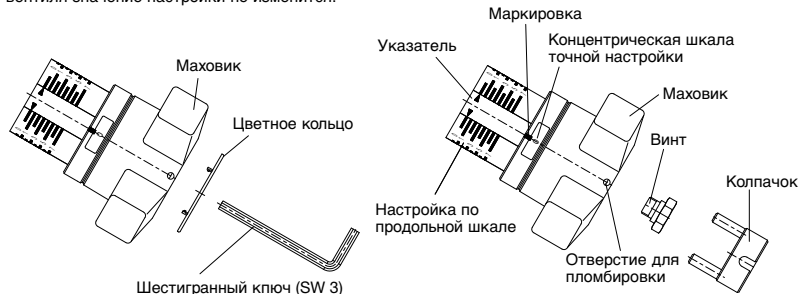 Маховик
Цветное кольцо
Шестигранный ключ (SW 3)
Маркировка
Указатель
Концентрическая шкала
точной настройки
Маховик
Винт
Колпачок
Настройка по
продольной шкале
Отверстие для
пломбировки